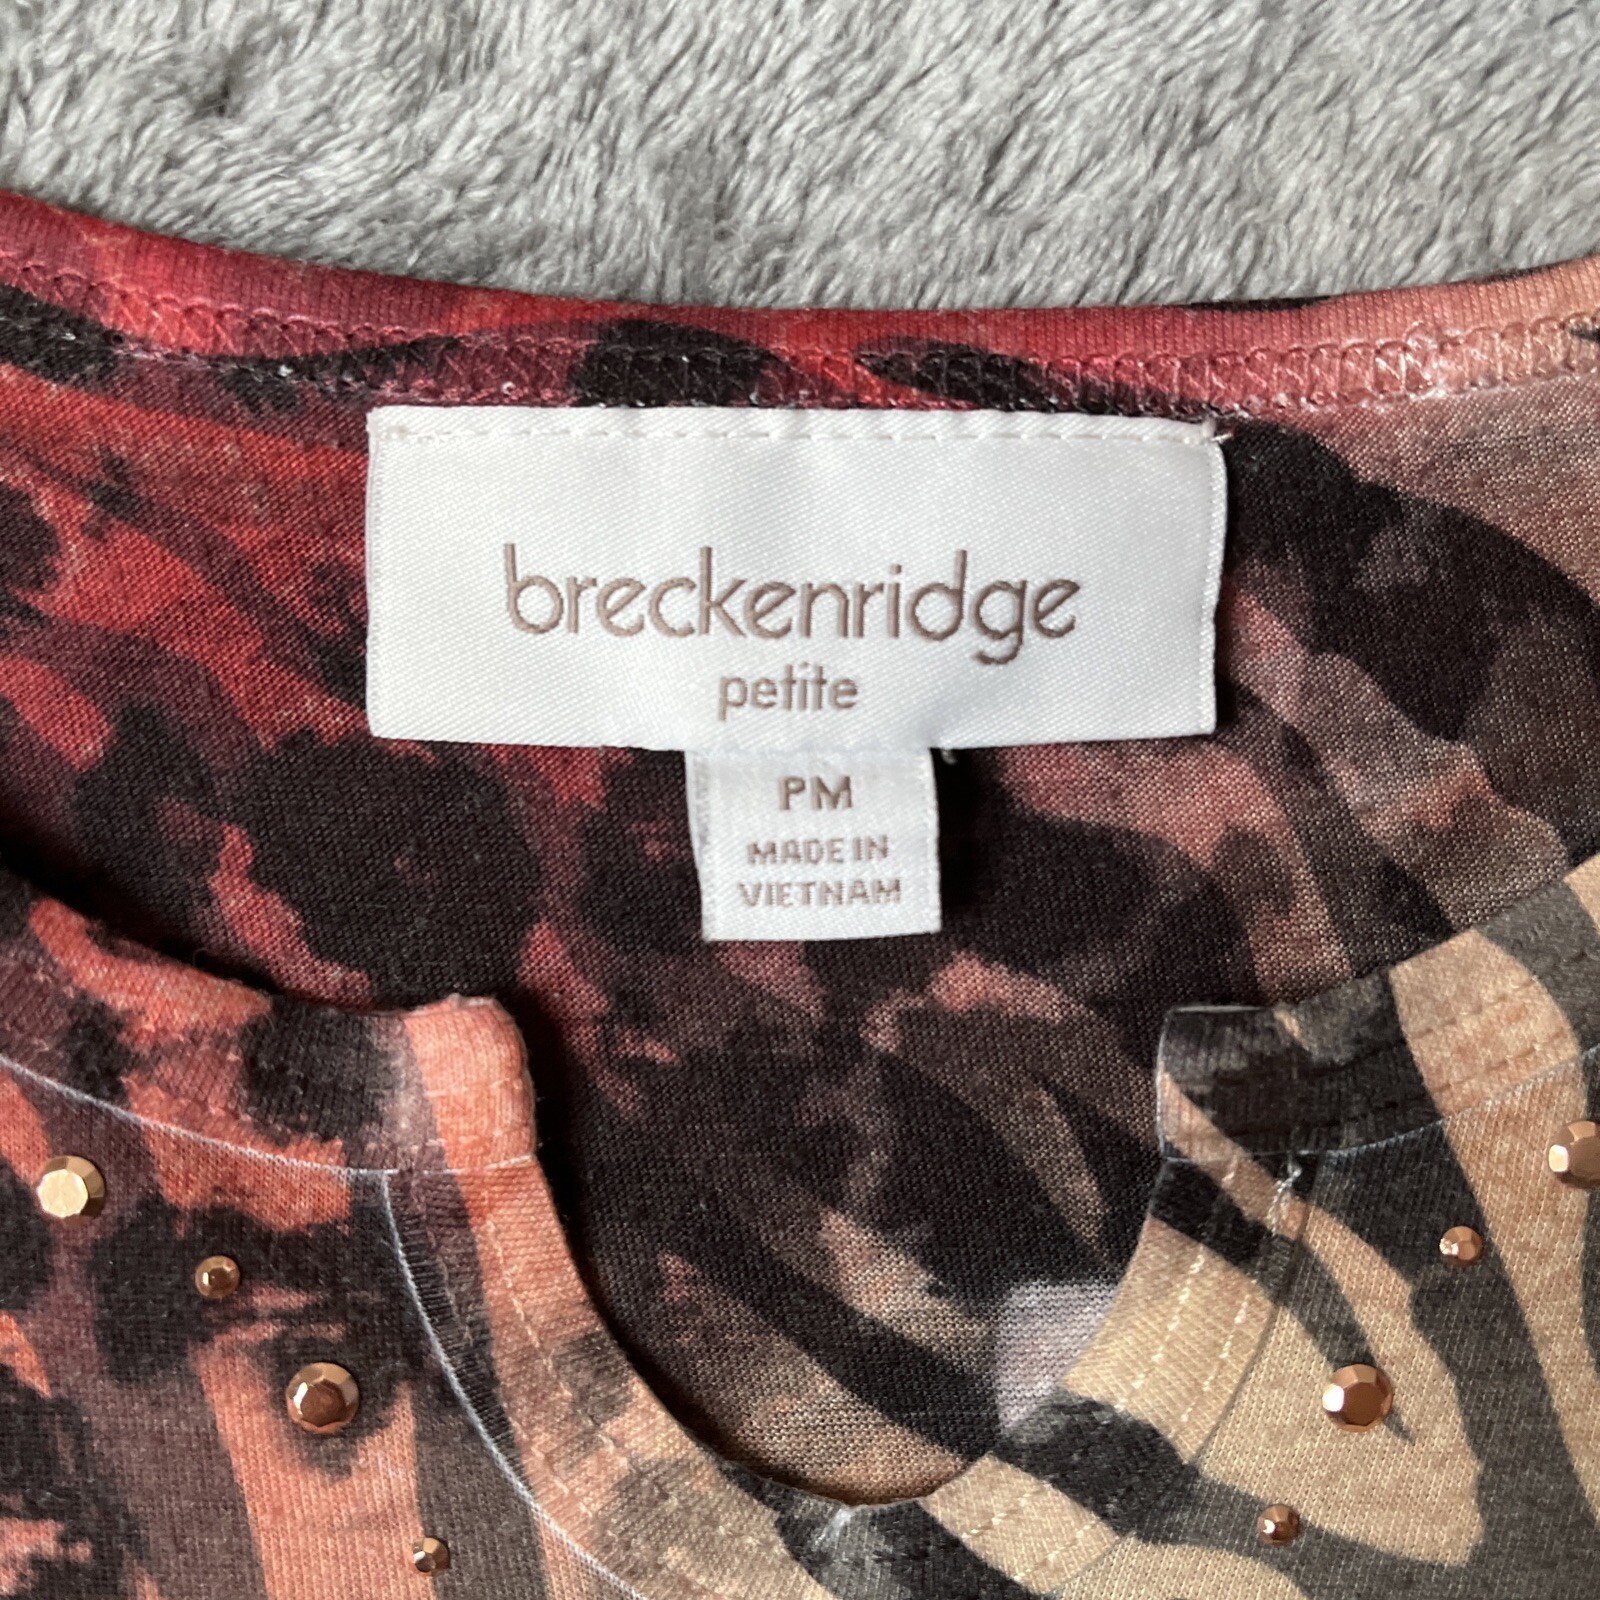 breckenridge
petite
PM
MADE IN
VIETNAM